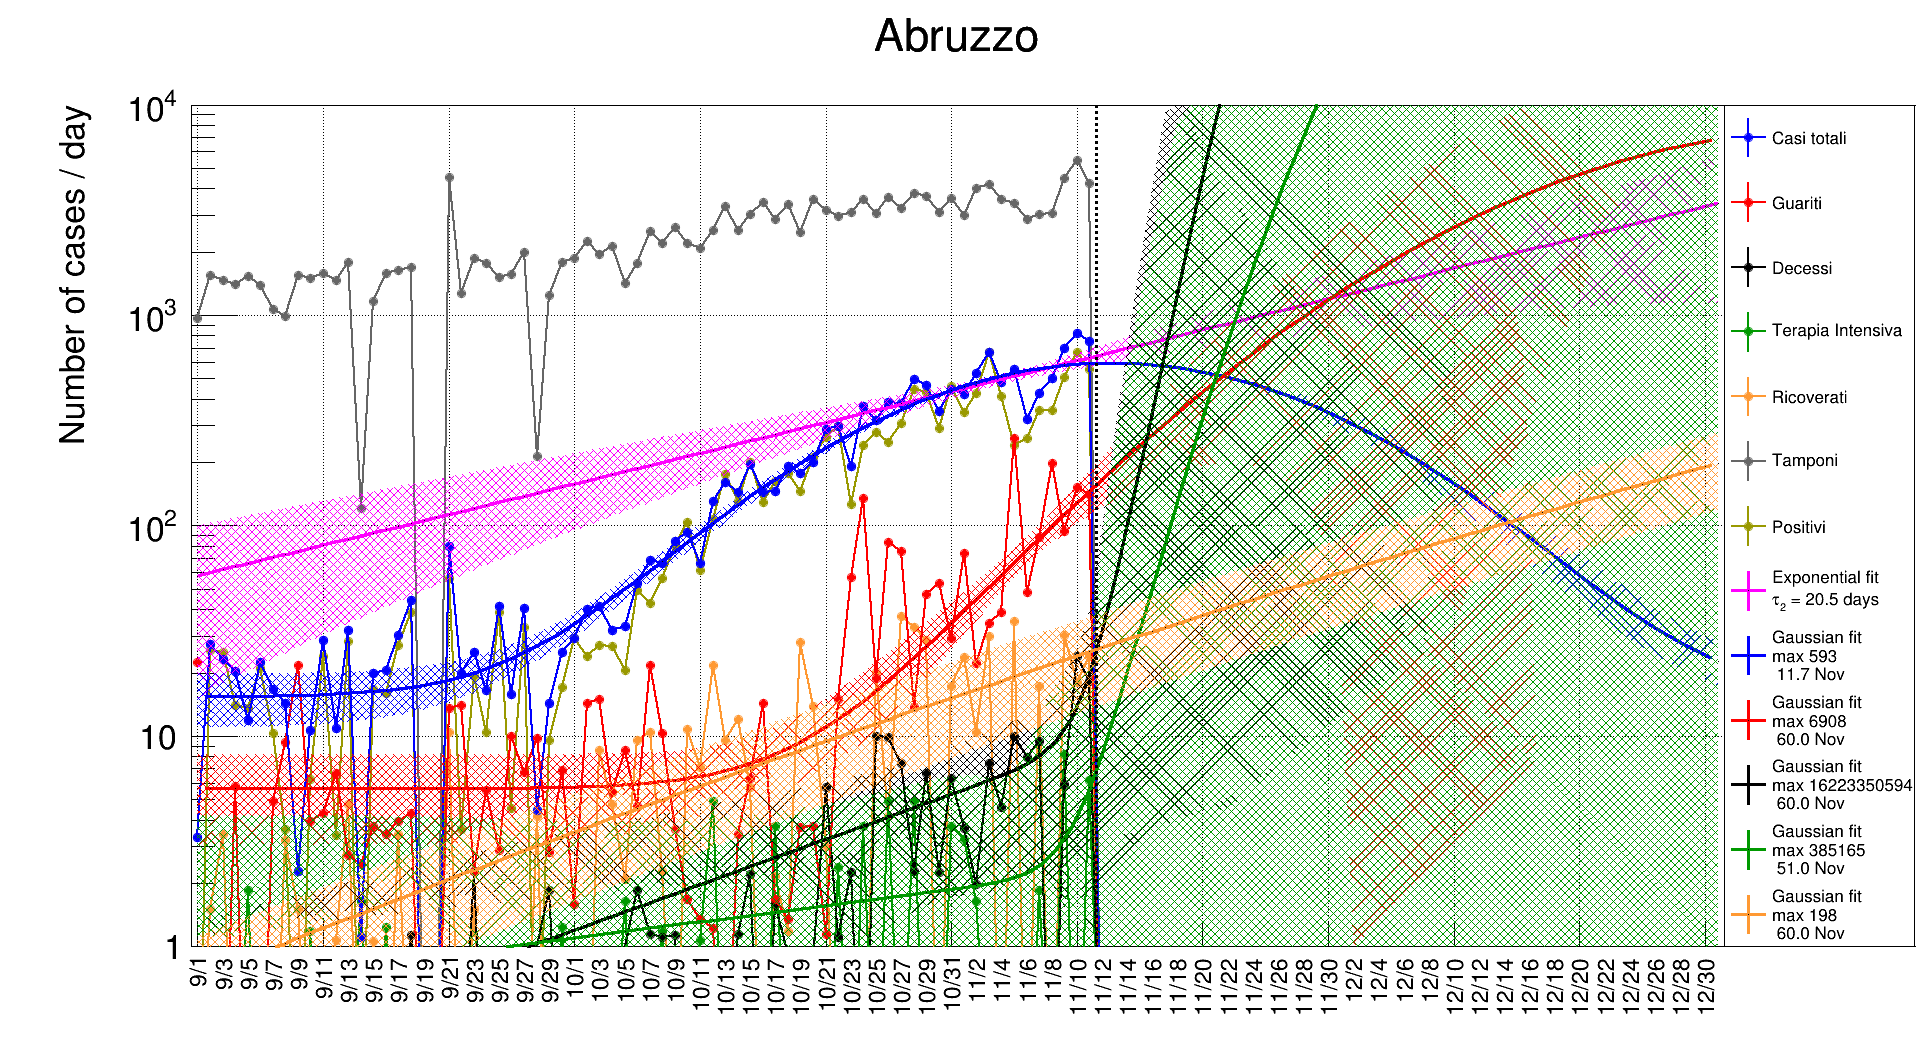 Abruzzo
Number of cases / day
10^4
10^3
10^2
10
1
9/1
9/3
9/5
9/7
9/9
9/11
9/13
9/15
9/17
9/19
9/21
9/23
9/25
9/27
9/29
10/1
10/3
10/5
10/7
10/9
10/11
10/13
10/15
10/17
10/19
10/21
10/23
10/25
10/27
10/29
10/31
11/2
11/4
11/6
11/8
11/10
11/12
11/14
11/16
11/18
11/20
11/22
11/24
11/26
11/28
11/30
12/2
12/4
12/6
12/8
12/10
12/12
12/14
12/16
12/18
12/20
12/22
12/24
12/26
12/28
12/30
Casi totali
Guariti
Decessi
Terapia Intensiva
Ricoverati
Tamponi
Positivi
Exponential fit
τ2 = 20.5 days
Gaussian fit
max 593
11.7 Nov
Gaussian fit
max 6908
60.0 Nov
Gaussian fit
max 16223350594
60.0 Nov
Gaussian fit
max 385165
51.0 Nov
Gaussian fit
max 198
60.0 Nov